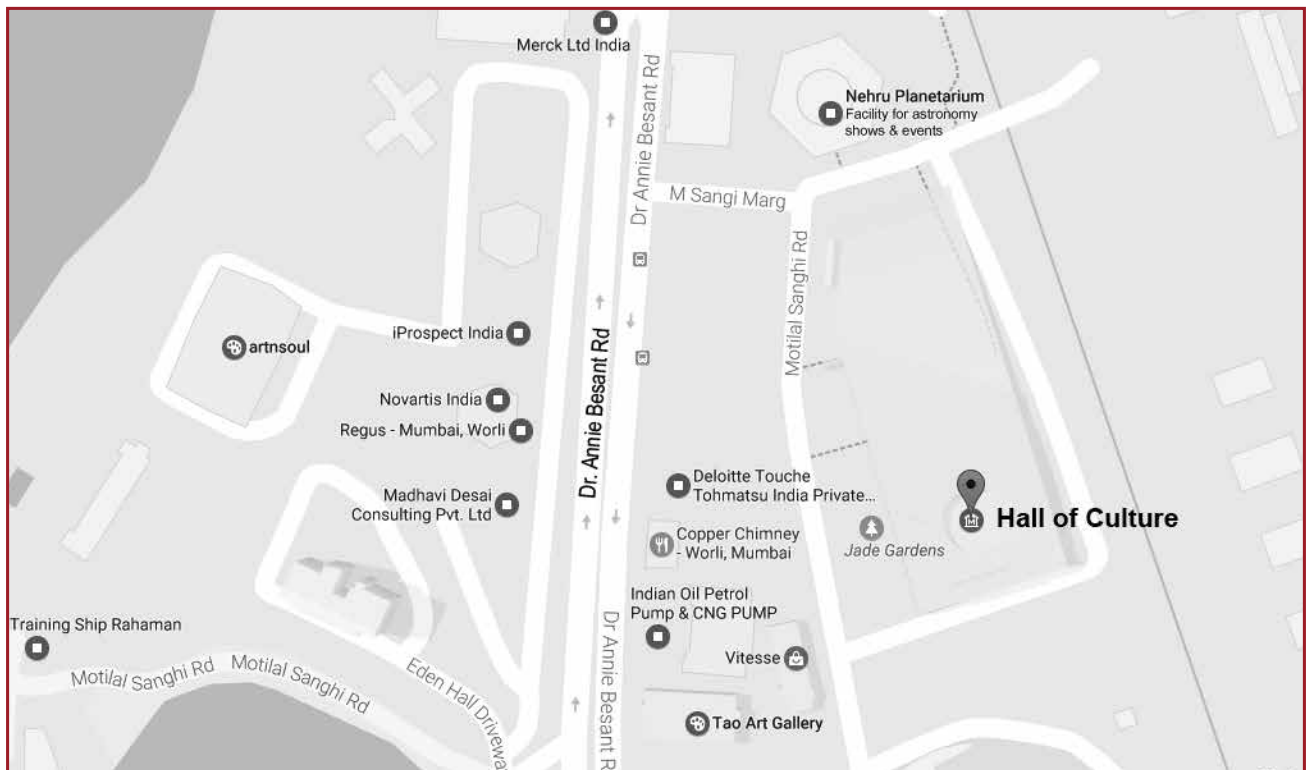 Merck Ltd India
Dr Annie Besant Rd
Nehru Planetarium
Facility for astronomy
shows & events
M Sangi Marg
Motilal Sanghi Rd
iProspect India
artnsoul
Dr. Annie Besant Rd
Novartis India
Regus - Mumbai, Worli
Madhavi Desai
Consulting Pvt. Ltd
Deloitte Touche
Tohmatsu India Private...
Copper Chimney
- Worli, Mumbai
Jade Gardens
Hall of Culture
Indian Oil Petrol
Pump & CNG PUMP
Training Ship Rahaman
Vitesse
Motilal Sanghi Rd
Motilal Sanghi Rd
Eden Hall Driveway
Dr Annie Besant R
Tao Art Gallery